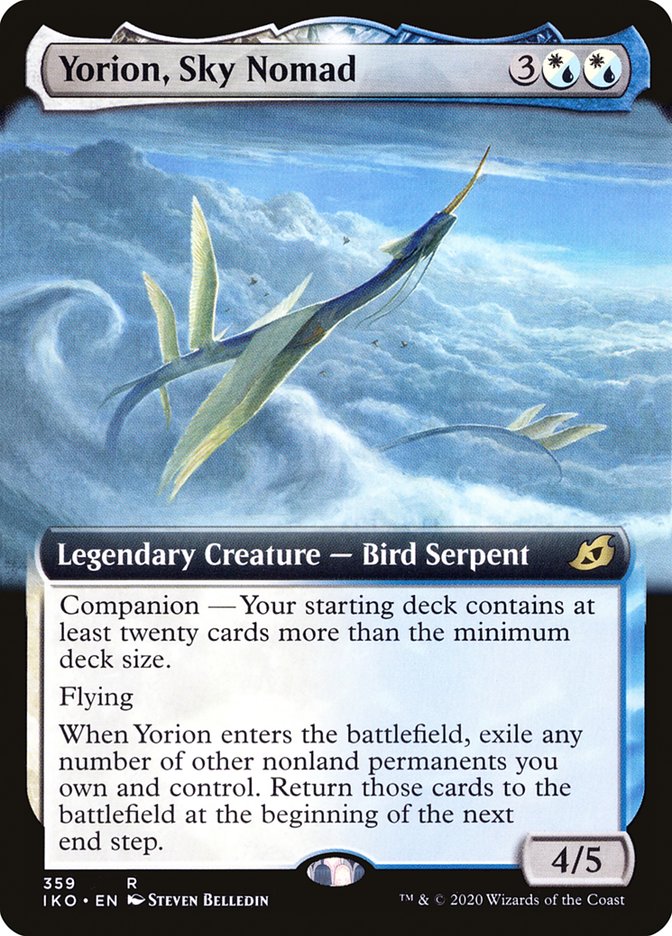 Yorion, Sky Nomad 3
Legendary Creature — Bird Serpent
Companion — Your starting deck contains at
least twenty cards more than the minimum
deck size.
Flying
When Yorion enters the battlefield, exile any
number of other nonland permanents you
own and control. Return those cards to the
battlefield at the beginning of the next
end step.
4/5
359 R
IKO • EN Steven Belledin ™ & © 2020 Wizards of the Coast